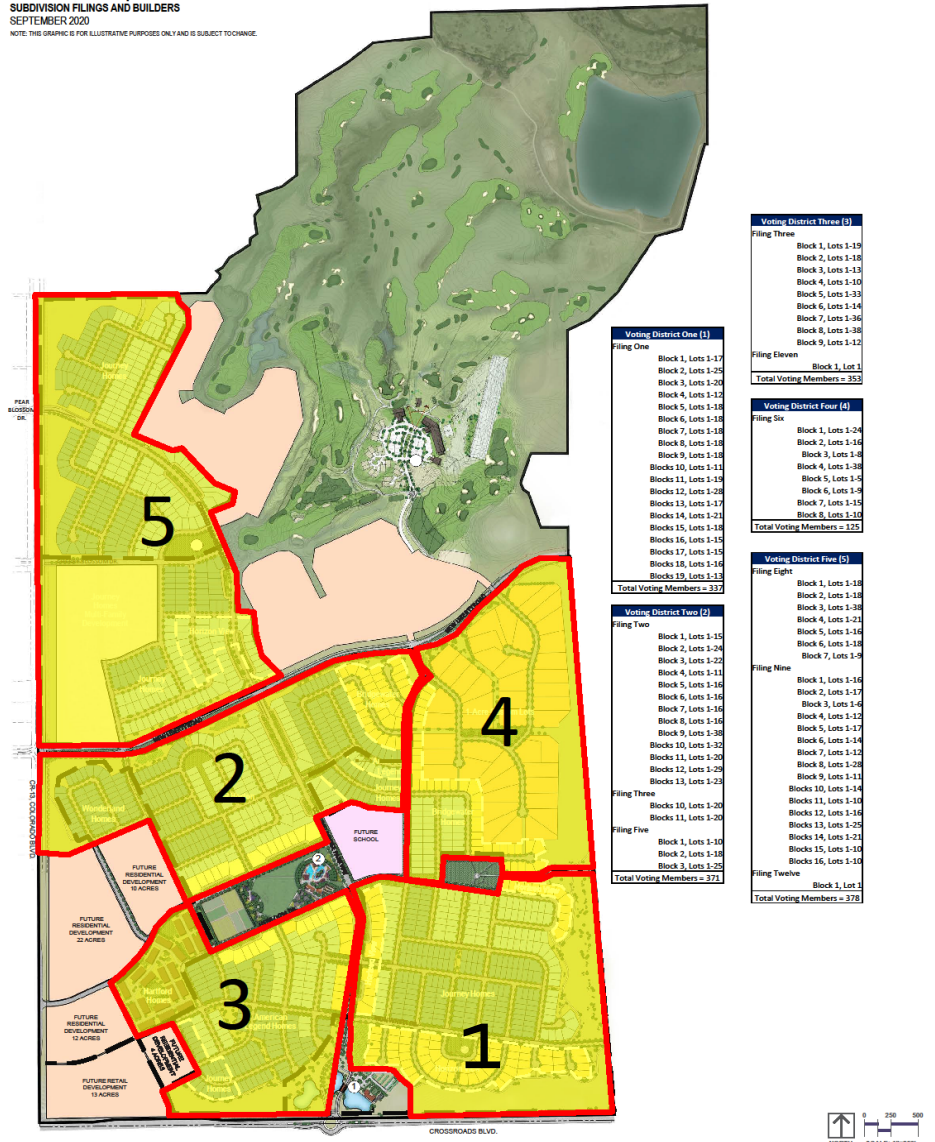 SUBDIVISION FILINGS AND BUILDERS
SEPTEMBER 2020
NOTE: THIS GRAPHIC IS FOR ILLUSTRATIVE PURPOSES ONLY AND IS SUBJECT TO CHANGE.
Journey
Homes
PEAR
BLOSSOM
DR.
5
Journey
Homes
NEW LIBERTY ROAD
NEW LIBERTY ROAD
4
2
Journey
Homes
Wonderland
Homes
CR-13, COLORADO BLVD.
FUTURE
SCHOOL
2
FUTURE
RESIDENTIAL
DEVELOPMENT
10 ACRES
FUTURE
RESIDENTIAL
DEVELOPMENT
22 ACRES
Hartford
Homes
3
American
Legend Homes
Journey Homes
1
FUTURE
RESIDENTIAL
DEVELOPMENT
12 ACRES
FUTURE
RESIDENTIAL
DEVELOPMENT
4 ACRES
FUTURE RETAIL
DEVELOPMENT
13 ACRES
Journey
Homes
1
CROSSROADS BLVD.
Voting District One (1)
Filing One
Block 1, Lots 1-17
Block 2, Lots 1-25
Block 3, Lots 1-20
Block 4, Lots 1-12
Block 5, Lots 1-18
Block 6, Lots 1-18
Block 7, Lots 1-18
Block 8, Lots 1-18
Block 9, Lots 1-18
Blocks 10, Lots 1-11
Blocks 11, Lots 1-19
Blocks 12, Lots 1-28
Blocks 13, Lots 1-17
Blocks 14, Lots 1-21
Blocks 15, Lots 1-18
Blocks 16, Lots 1-15
Blocks 17, Lots 1-15
Blocks 18, Lots 1-16
Blocks 19, Lots 1-13
Total Voting Members = 337
Voting District Two (2)
Filing Two
Block 1, Lots 1-15
Block 2, Lots 1-24
Block 3, Lots 1-22
Block 4, Lots 1-11
Block 5, Lots 1-16
Block 6, Lots 1-16
Block 7, Lots 1-16
Block 8, Lots 1-16
Block 9, Lots 1-38
Blocks 10, Lots 1-32
Blocks 11, Lots 1-20
Blocks 12, Lots 1-29
Blocks 13, Lots 1-23
Filing Three
Blocks 10, Lots 1-20
Blocks 11, Lots 1-20
Filing Five
Block 1, Lots 1-10
Block 2, Lots 1-18
Block 3, Lots 1-25
Total Voting Members = 371
Voting District Three (3)
Filing Three
Block 1, Lots 1-19
Block 2, Lots 1-18
Block 3, Lots 1-13
Block 4, Lots 1-10
Block 5, Lots 1-33
Block 6, Lots 1-14
Block 7, Lots 1-36
Block 8, Lots 1-38
Block 9, Lots 1-12
Filing Eleven
Block 1, Lot 1
Total Voting Members = 353
Voting District Four (4)
Filing Six
Block 1, Lots 1-24
Block 2, Lots 1-16
Block 3, Lots 1-8
Block 4, Lots 1-38
Block 5, Lots 1-5
Block 6, Lots 1-9
Block 7, Lots 1-15
Block 8, Lots 1-10
Total Voting Members = 125
Voting District Five (5)
Filing Eight
Block 1, Lots 1-18
Block 2, Lots 1-18
Block 3, Lots 1-38
Block 4, Lots 1-21
Block 5, Lots 1-16
Block 6, Lots 1-18
Block 7, Lots 1-9
Filing Nine
Block 1, Lots 1-16
Block 2, Lots 1-17
Block 3, Lots 1-6
Block 4, Lots 1-12
Block 5, Lots 1-17
Block 6, Lots 1-14
Block 7, Lots 1-12
Block 8, Lots 1-28
Block 9, Lots 1-11
Blocks 10, Lots 1-14
Blocks 11, Lots 1-10
Blocks 12, Lots 1-16
Blocks 13, Lots 1-25
Blocks 14, Lots 1-21
Blocks 15, Lots 1-10
Blocks 16, Lots 1-10
Filing Twelve
Block 1, Lot 1
Total Voting Members = 378
0 250 500